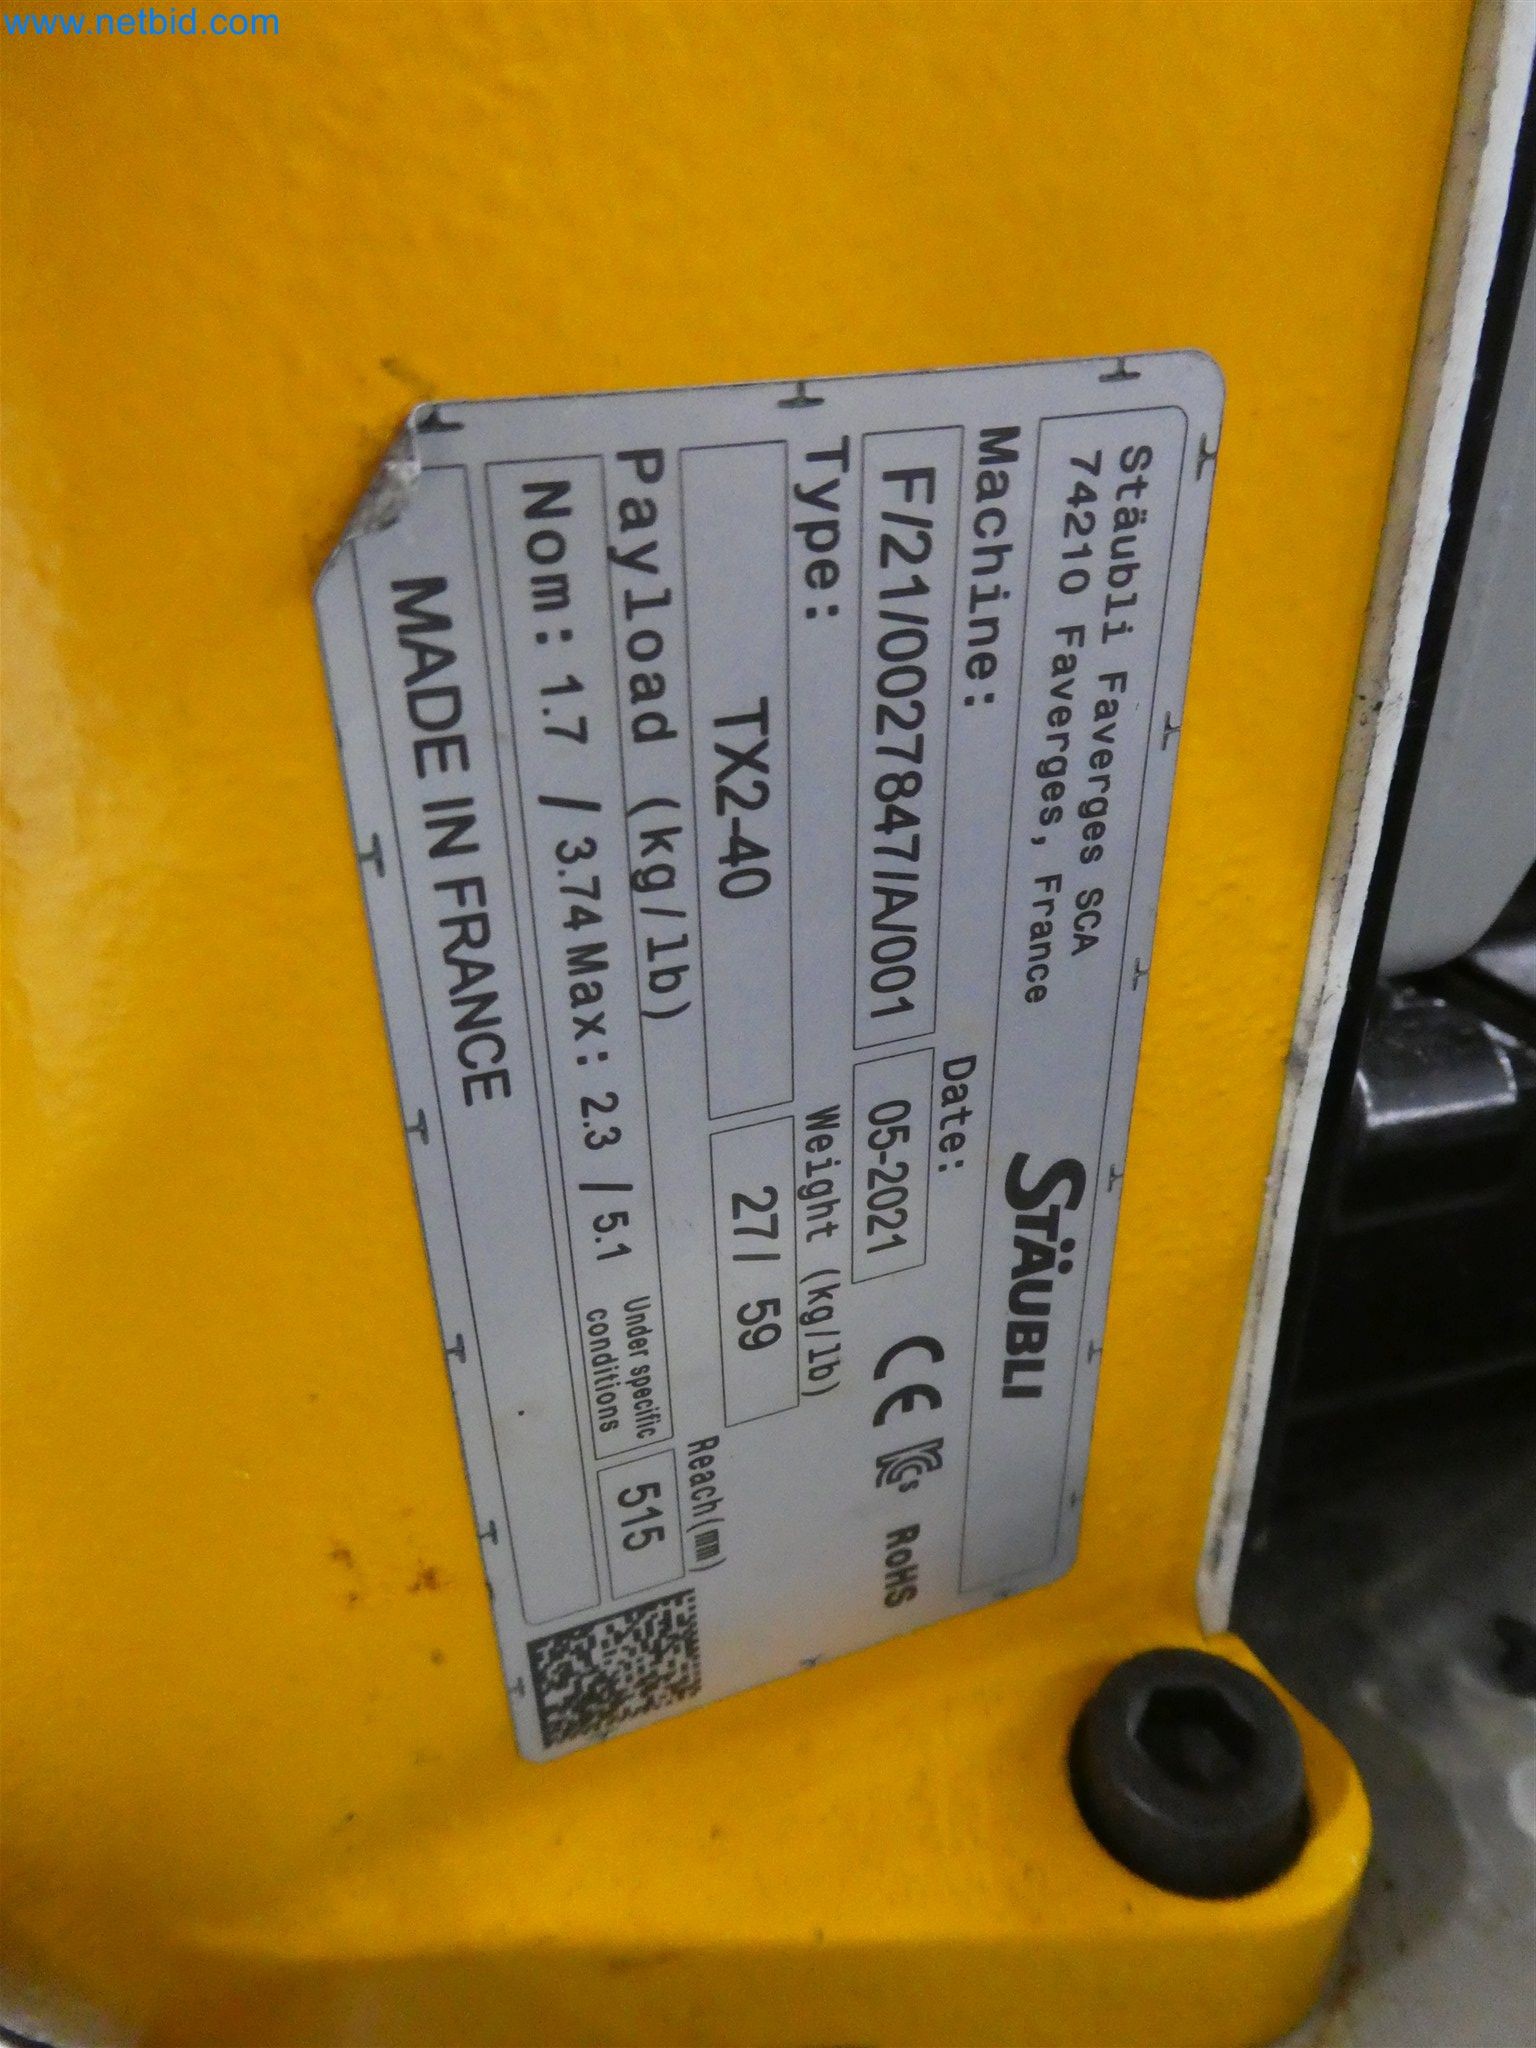 www.netbid.com
Stäubli Faverges SCA
74210 Faverges, France
STÄUBLI
Machine:
Date:
F/21/0027847/A/001
05-2021
CE
KCs
RoHS
Type:
Weight (kg/lb)
TX2-40
27/ 59
Payload (kg/lb)
Reach(mm)
Nom: 1.7 / 3.74 Max: 2.3 / 5.1
Under specific
conditions
515
MADE IN FRANCE